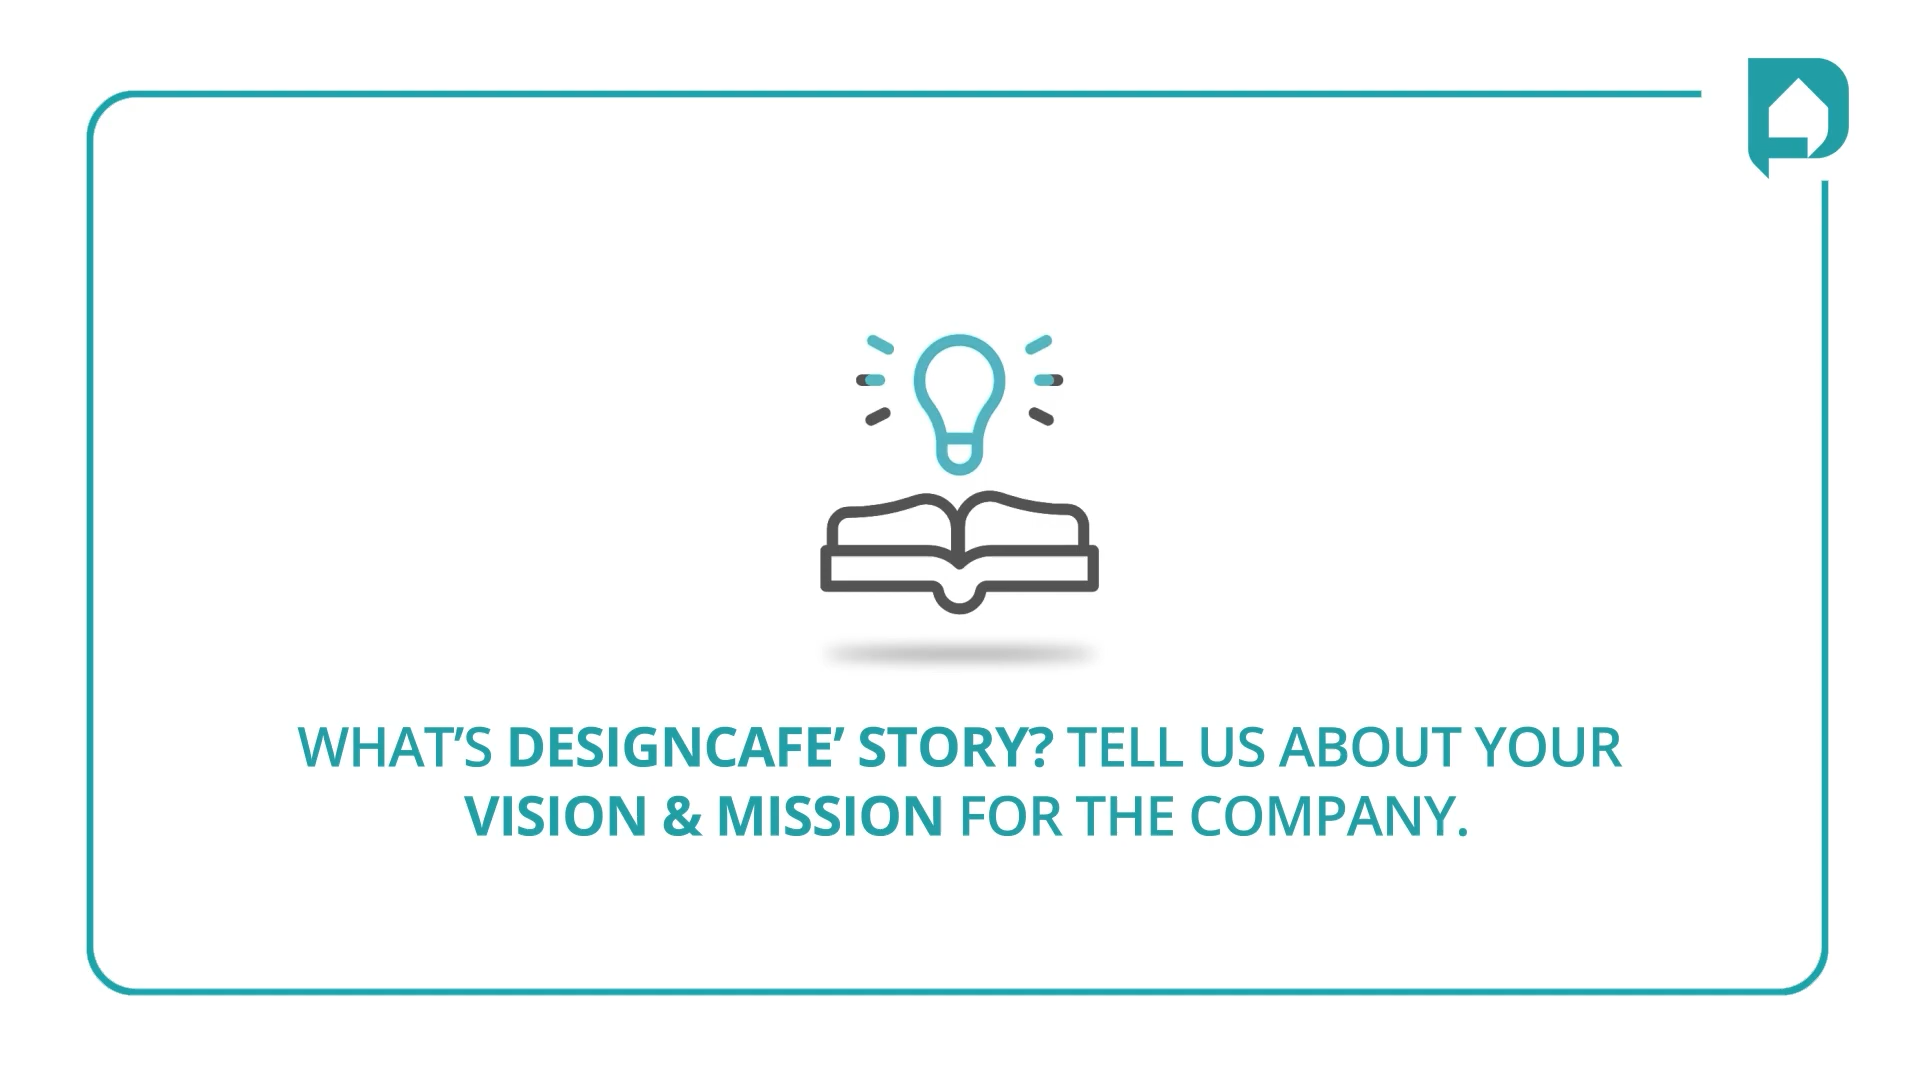 WHAT’S DESIGNCAFE’ STORY? TELL US ABOUT YOUR
VISION & MISSION FOR THE COMPANY.